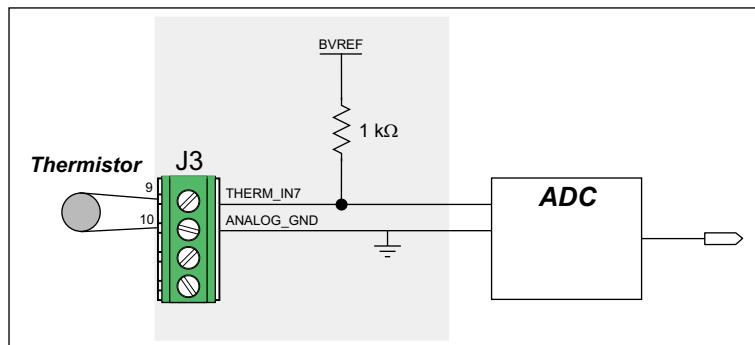 BVREF
1 kΩ
Thermistor
J3
9
THERM_IN7
10
ANALOG_GND
ADC